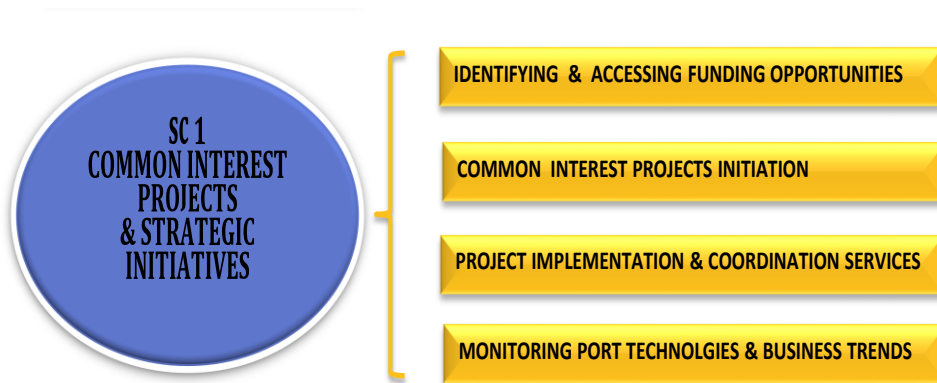 SC 1
COMMON INTEREST
PROJECTS
& STRATEGIC
INITIATIVES
IDENTIFYING & ACCESSING FUNDING OPPORTUNITIES
COMMON INTEREST PROJECTS INITIATION
PROJECT IMPLEMENTATION & COORDINATION SERVICES
MONITORING PORT TECHNOLGIES & BUSINESS TRENDS